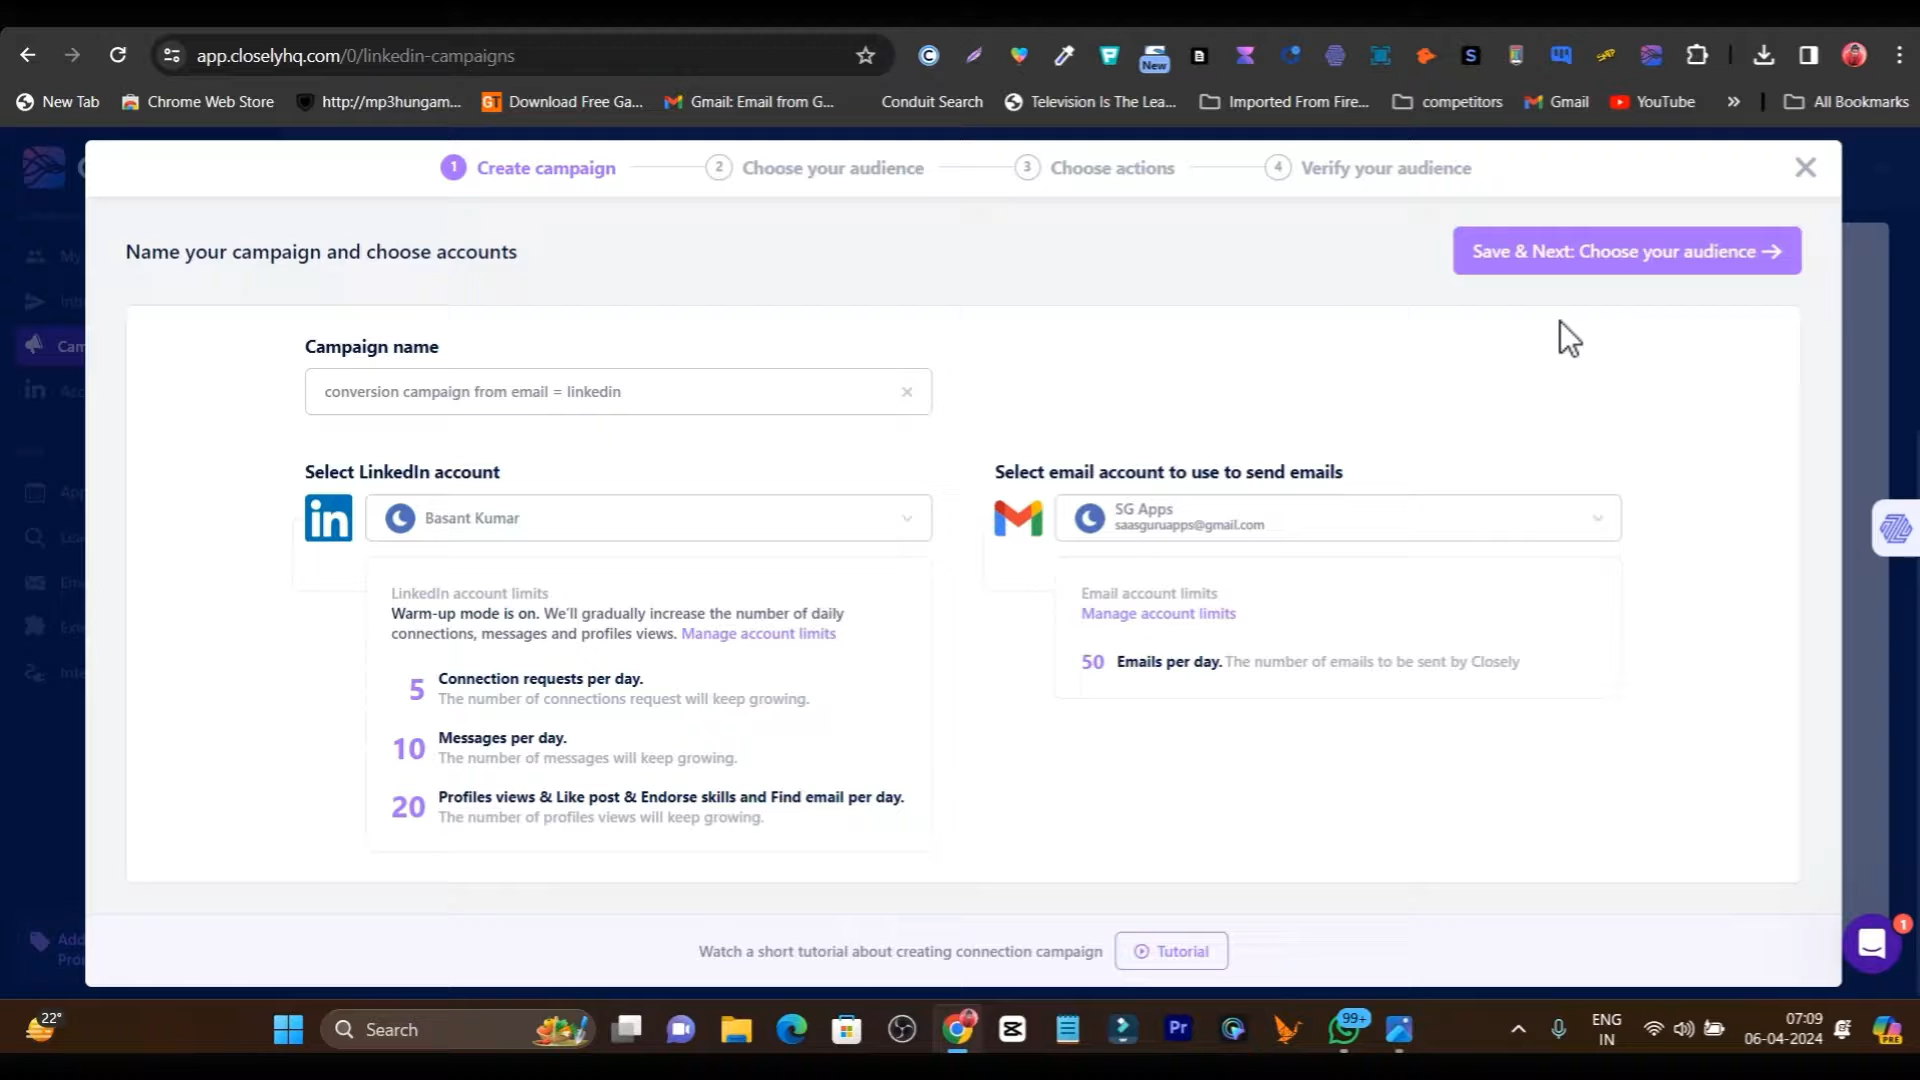 app.closelyhq.com/0/linkedin-campaigns
New
New Tab
Chrome Web Store
http://mp3hungam...
GT Download Free Ga...
Gmail: Email from G...
Conduit Search
Television Is The Lea...
Imported From Fire...
competitors
Gmail
YouTube
All Bookmarks
1 Create campaign
2 Choose your audience
3 Choose actions
4 Verify your audience
Name your campaign and choose accounts
Save & Next: Choose your audience →
Campaign name
conversion campaign from email = linkedin
Select LinkedIn account
Select email account to use to send emails
in
Basant Kumar
SG Apps
saasguruapps@gmail.com
LinkedIn account limits
Warm-up mode is on. We'll gradually increase the number of daily
connections, messages and profiles views. Manage account limits
5 Connection requests per day.
The number of connections request will keep growing.
10 Messages per day.
The number of messages will keep growing.
20 Profiles views & Like post & Endorse skills and Find email per day.
The number of profiles views will keep growing.
Email account limits
Manage account limits
50 Emails per day. The number of emails to be sent by Closely
Watch a short tutorial about creating connection campaign
Tutorial
My
Cam
Add
1
22°
Search
Pr
99+
ENG
IN
07:09
06-04-2024
PRE